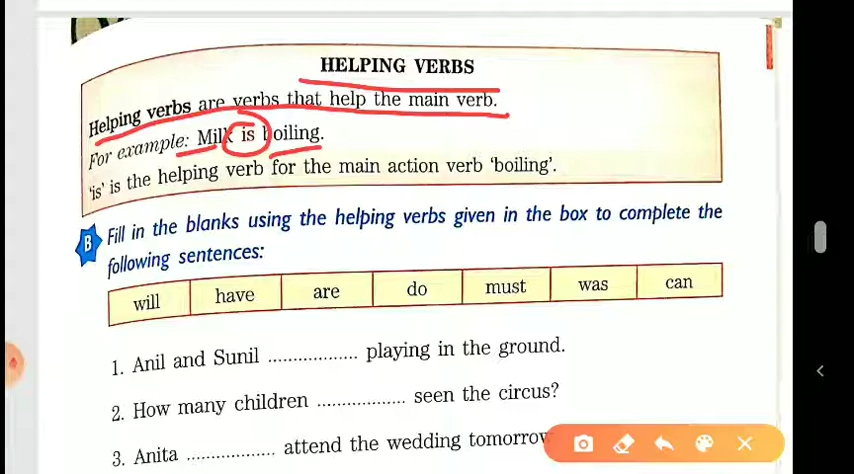 HELPING VERBS
Helping verbs are verbs that help the main verb.
For example: Milk is boiling.
'is' is the helping verb for the main action verb 'boiling'.
B Fill in the blanks using the helping verbs given in the box to complete the
following sentences:
will have are do must was can
1. Anil and Sunil .................. playing in the ground.
2. How many children .................. seen the circus?
3. Anita .................. attend the wedding tomorrow